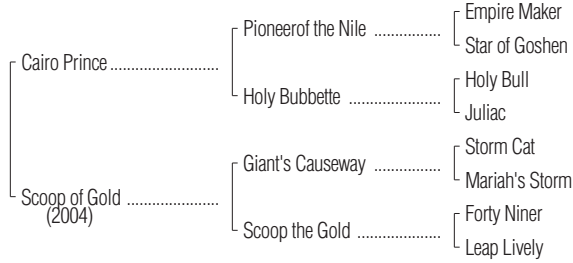 Empire Maker
Pioneerof the Nile ..................
Star of Goshen
Cairo Prince ........................
Holy Bull
Holy Bubbette ......................
Juliac
Storm Cat
Giant's Causeway ..................
Mariah's Storm
Scoop of Gold ....................
(2004)
Forty Niner
Scoop the Gold ....................
Leap Lively